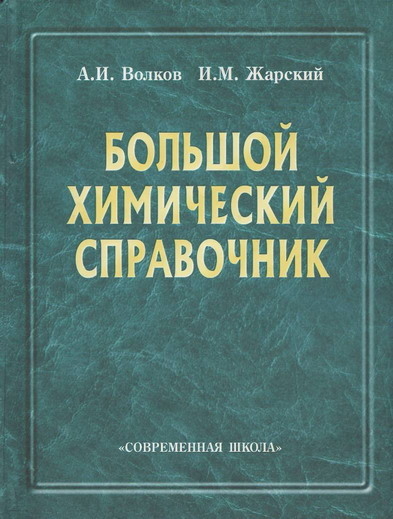 А.И. Волков И.М. Жарский
БОЛЬШОЙ
ХИМИЧЕСКИЙ
СПРАВОЧНИК
«СОВРЕМЕННАЯ ШКОЛА»